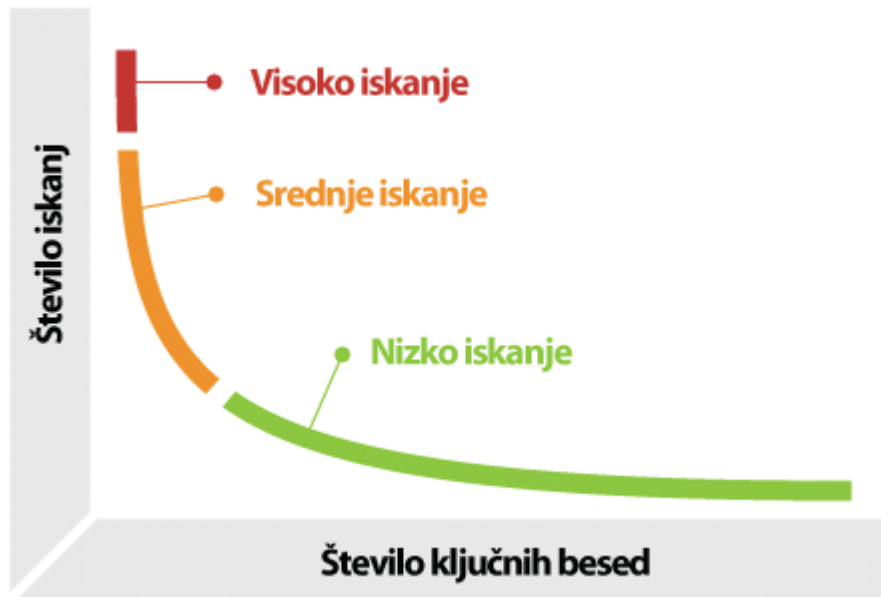 Visoko iskanje
Srednje iskanje
Število iskanj
Nizko iskanje
Število ključnih besed